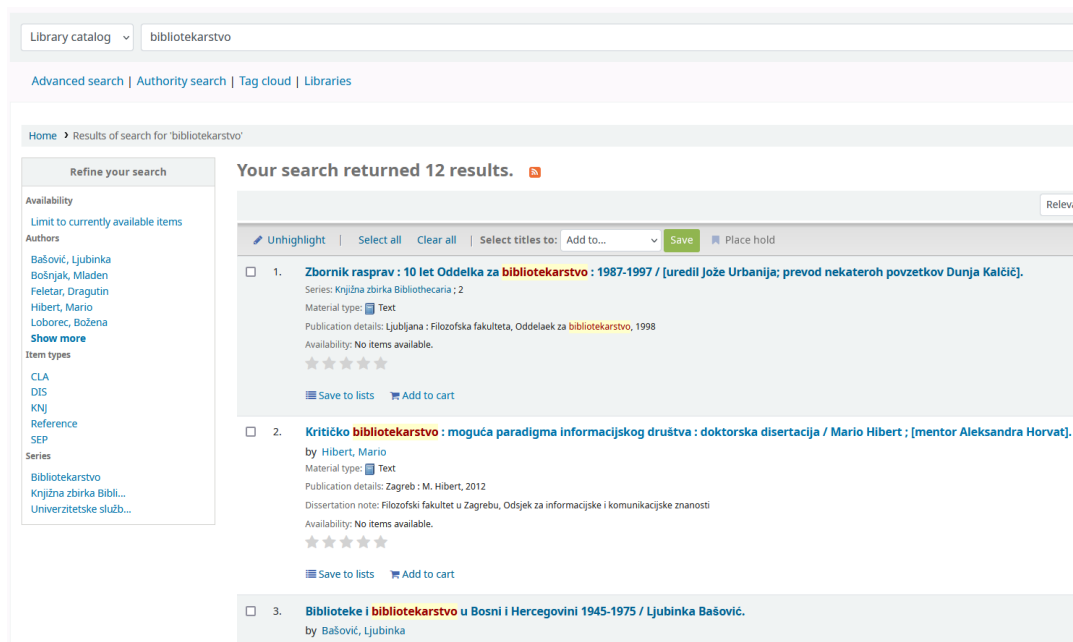 Library catalog bibliotekarstvo
Advanced search | Authority search | Tag cloud | Libraries
Home › Results of search for 'bibliotekarstvo'
Refine your search
Availability
Limit to currently available items
Authors
Bašović, Ljubinka
Bošnjak, Mladen
Feletar, Dragutin
Hibert, Mario
Loborec, Božena
Show more
Item types
CLA
DIS
KNJ
Reference
SEP
Series
Bibliotekarstvo
Knjižna zbirka Bibli...
Univerzitetske služb...
Your search returned 12 results.
Releva
Unhighlight | Select all Clear all | Select titles to: Add to... Save Place hold
1. Zbornik rasprav : 10 let Oddelka za bibliotekarstvo : 1987-1997 / [uredil Jože Urbanija; prevod nekateroh povzetkov Dunja Kalčič].
Series: Knjižna zbirka Bibliothecaria ; 2
Material type: Text
Publication details: Ljubljana : Filozofska fakulteta, Oddelaek za bibliotekarstvo, 1998
Availability: No items available.
Save to lists Add to cart
2. Kritičko bibliotekarstvo : moguća paradigma informacijskog društva : doktorska disertacija / Mario Hibert ; [mentor Aleksandra Horvat].
by Hibert, Mario
Material type: Text
Publication details: Zagreb : M. Hibert, 2012
Dissertation note: Filozofski fakultet u Zagrebu, Odsjek za informacijske i komunikacijske znanosti
Availability: No items available.
Save to lists Add to cart
3. Biblioteke i bibliotekarstvo u Bosni i Hercegovini 1945-1975 / Ljubinka Bašović.
by Bašović, Ljubinka